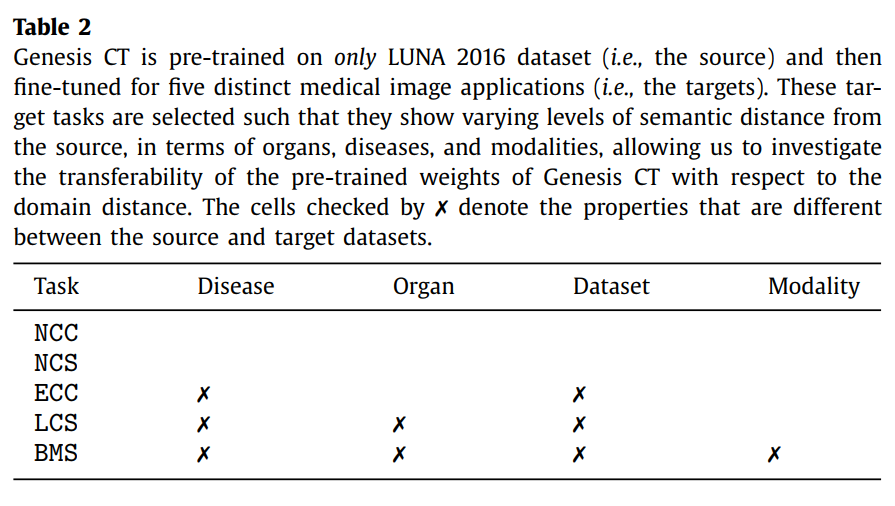 Table 2
Genesis CT is pre-trained on only LUNA 2016 dataset (i.e., the source) and then
fine-tuned for five distinct medical image applications (i.e., the targets). These tar-
get tasks are selected such that they show varying levels of semantic distance from
the source, in terms of organs, diseases, and modalities, allowing us to investigate
the transferability of the pre-trained weights of Genesis CT with respect to the
domain distance. The cells checked by ✗ denote the properties that are different
between the source and target datasets.
Task Disease Organ Dataset Modality
NCC
NCS
ECC ✗ ✗
LCS ✗ ✗ ✗
BMS ✗ ✗ ✗ ✗